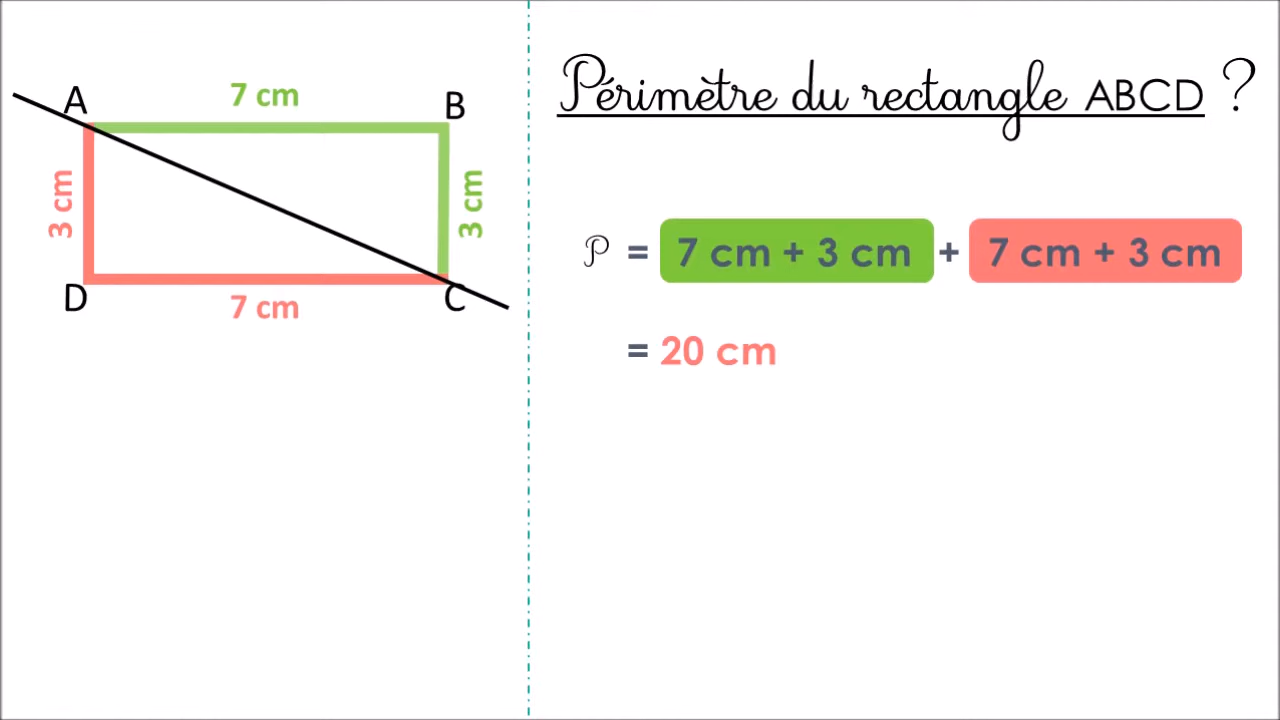 Périmètre du rectangle ABCD ?
A
7 cm
B
3 cm
3 cm
D
7 cm
C
P = 7 cm + 3 cm + 7 cm + 3 cm
= 20 cm